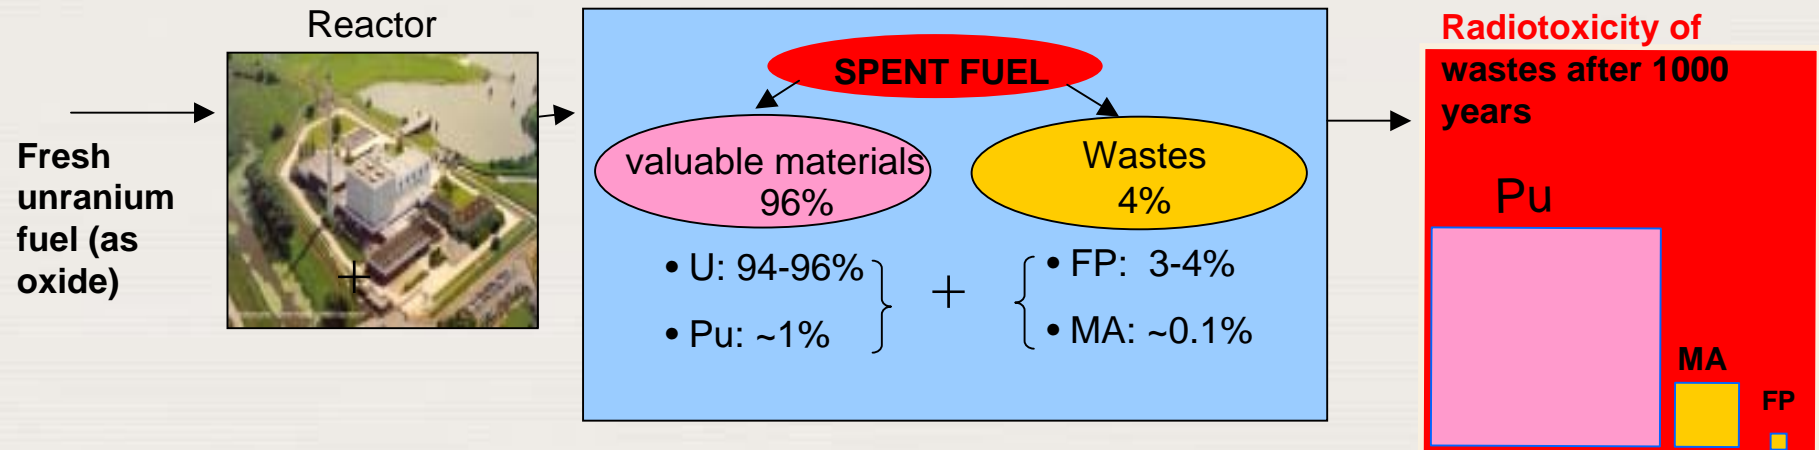 Reactor
Fresh
unranium
fuel (as
oxide)
SPENT FUEL
valuable materials
96%
Wastes
4%
• U: 94-96%
• Pu: ~1%
+
• FP: 3-4%
• MA: ~0.1%
Radiotoxicity of
wastes after 1000
years
Pu
MA
FP